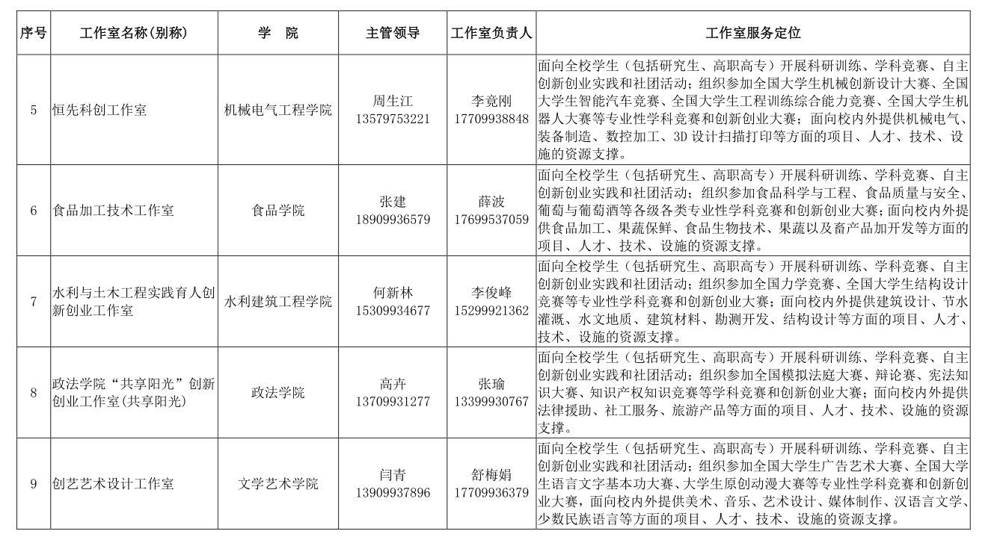 序号 工作室名称(别称) 学 院 主管领导 工作室负责人 工作室服务定位
5 恒先科创工作室 机械电气工程学院
周生江
13579753221
李竟刚
17709938848
面向全校学生（包括研究生、高职高专）开展科研训练、学科竞赛、自主
创新创业实践和社团活动；组织参加全国大学生机械创新设计大赛、全国
大学生智能汽车竞赛、全国大学生工程训练综合能力竞赛、全国大学生机
器人大赛等专业性学科竞赛和创新创业大赛；面向校内外提供机械电气、
装备制造、数控加工、3D 设计扫描打印等方面的项目、人才、技术、设
施的资源支撑。
6 食品加工技术工作室 食品学院
张建
18909936579
薛波
17699537059
面向全校学生（包括研究生、高职高专）开展科研训练、学科竞赛、自主
创新创业实践和社团活动；组织参加食品科学与工程、食品质量与安全、
葡萄与葡萄酒等各级各类专业性学科竞赛和创新创业大赛；面向校内外提
供食品加工、果蔬保鲜、食品生物技术、果蔬以及畜产品加开发等方面的
项目、人才、技术、设施的资源支撑。
7
水利与土木工程实践育人创
新创业工作室
水利建筑工程学院
何新林
15309934677
李俊峰
15299921362
面向全校学生（包括研究生、高职高专）开展科研训练、学科竞赛、自主
创新创业实践和社团活动；组织参加全国力学竞赛、全国大学生结构设计
竞赛等专业性学科竞赛和创新创业大赛；面向校内外提供建筑设计、节水
灌溉、水文地质、建筑材料、勘测开发、结构设计等方面的项目、人才、
技术、设施的资源支撑。
8
政法学院“共享阳光”创新
创业工作室(共享阳光)
政法学院
高卉
13709931277
张瑜
13399930767
面向全校学生（包括研究生、高职高专）开展科研训练、学科竞赛、自主
创新创业实践和社团活动；组织参加全国模拟法庭大赛、辩论赛、宪法知
识大赛、知识产权知识竞赛等学科竞赛和创新创业大赛；面向校内外提供
法律援助、社工服务、旅游产品等方面的项目、人才、技术、设施的资源
支撑。
9 创艺艺术设计工作室 文学艺术学院
闫青
13909937896
舒梅娟
17709936379
面向全校学生（包括研究生、高职高专）开展科研训练、学科竞赛、自主
创新创业实践和社团活动；组织参加全国大学生广告艺术大赛、全国大学
生语言文字基本功大赛、大学生原创动漫大赛等专业性学科竞赛和创新创
业大赛，面向校内外提供美术、音乐、艺术设计、媒体制作、汉语言文学、
少数民族语言等方面的项目、人才、技术、设施的资源支撑。